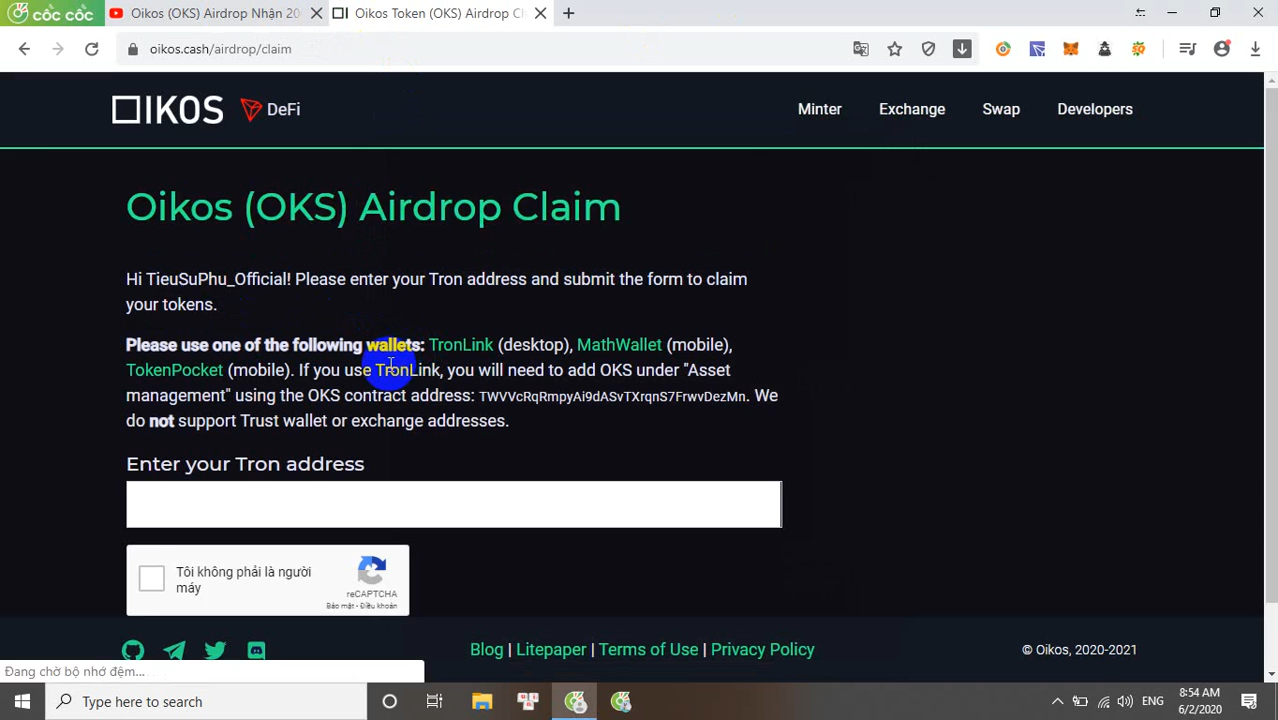 cốc cốc
Oikos (OKS) Airdrop Nhận 20
Oikos Token (OKS) Airdrop Cl
oikos.cash/airdrop/claim
OIKOS DeFi
Minter Exchange Swap Developers
Oikos (OKS) Airdrop Claim
Hi TieuSuPhu_Official! Please enter your Tron address and submit the form to claim
your tokens.
Please use one of the following wallets: TronLink (desktop), MathWallet (mobile),
TokenPocket (mobile). If you use TronLink, you will need to add OKS under "Asset
management" using the OKS contract address: TWVVcRqRmpyAi9dASvTXrqnS7FrwvDezMn. We
do not support Trust wallet or exchange addresses.
Enter your Tron address
Tôi không phải là người
máy
reCAPTCHA
Bảo mật - Điều khoản
Blog | Litepaper | Terms of Use | Privacy Policy
© Oikos, 2020-2021
Đang chờ bộ nhớ đệm...
Type here to search
ENG
8:54 AM
6/2/2020